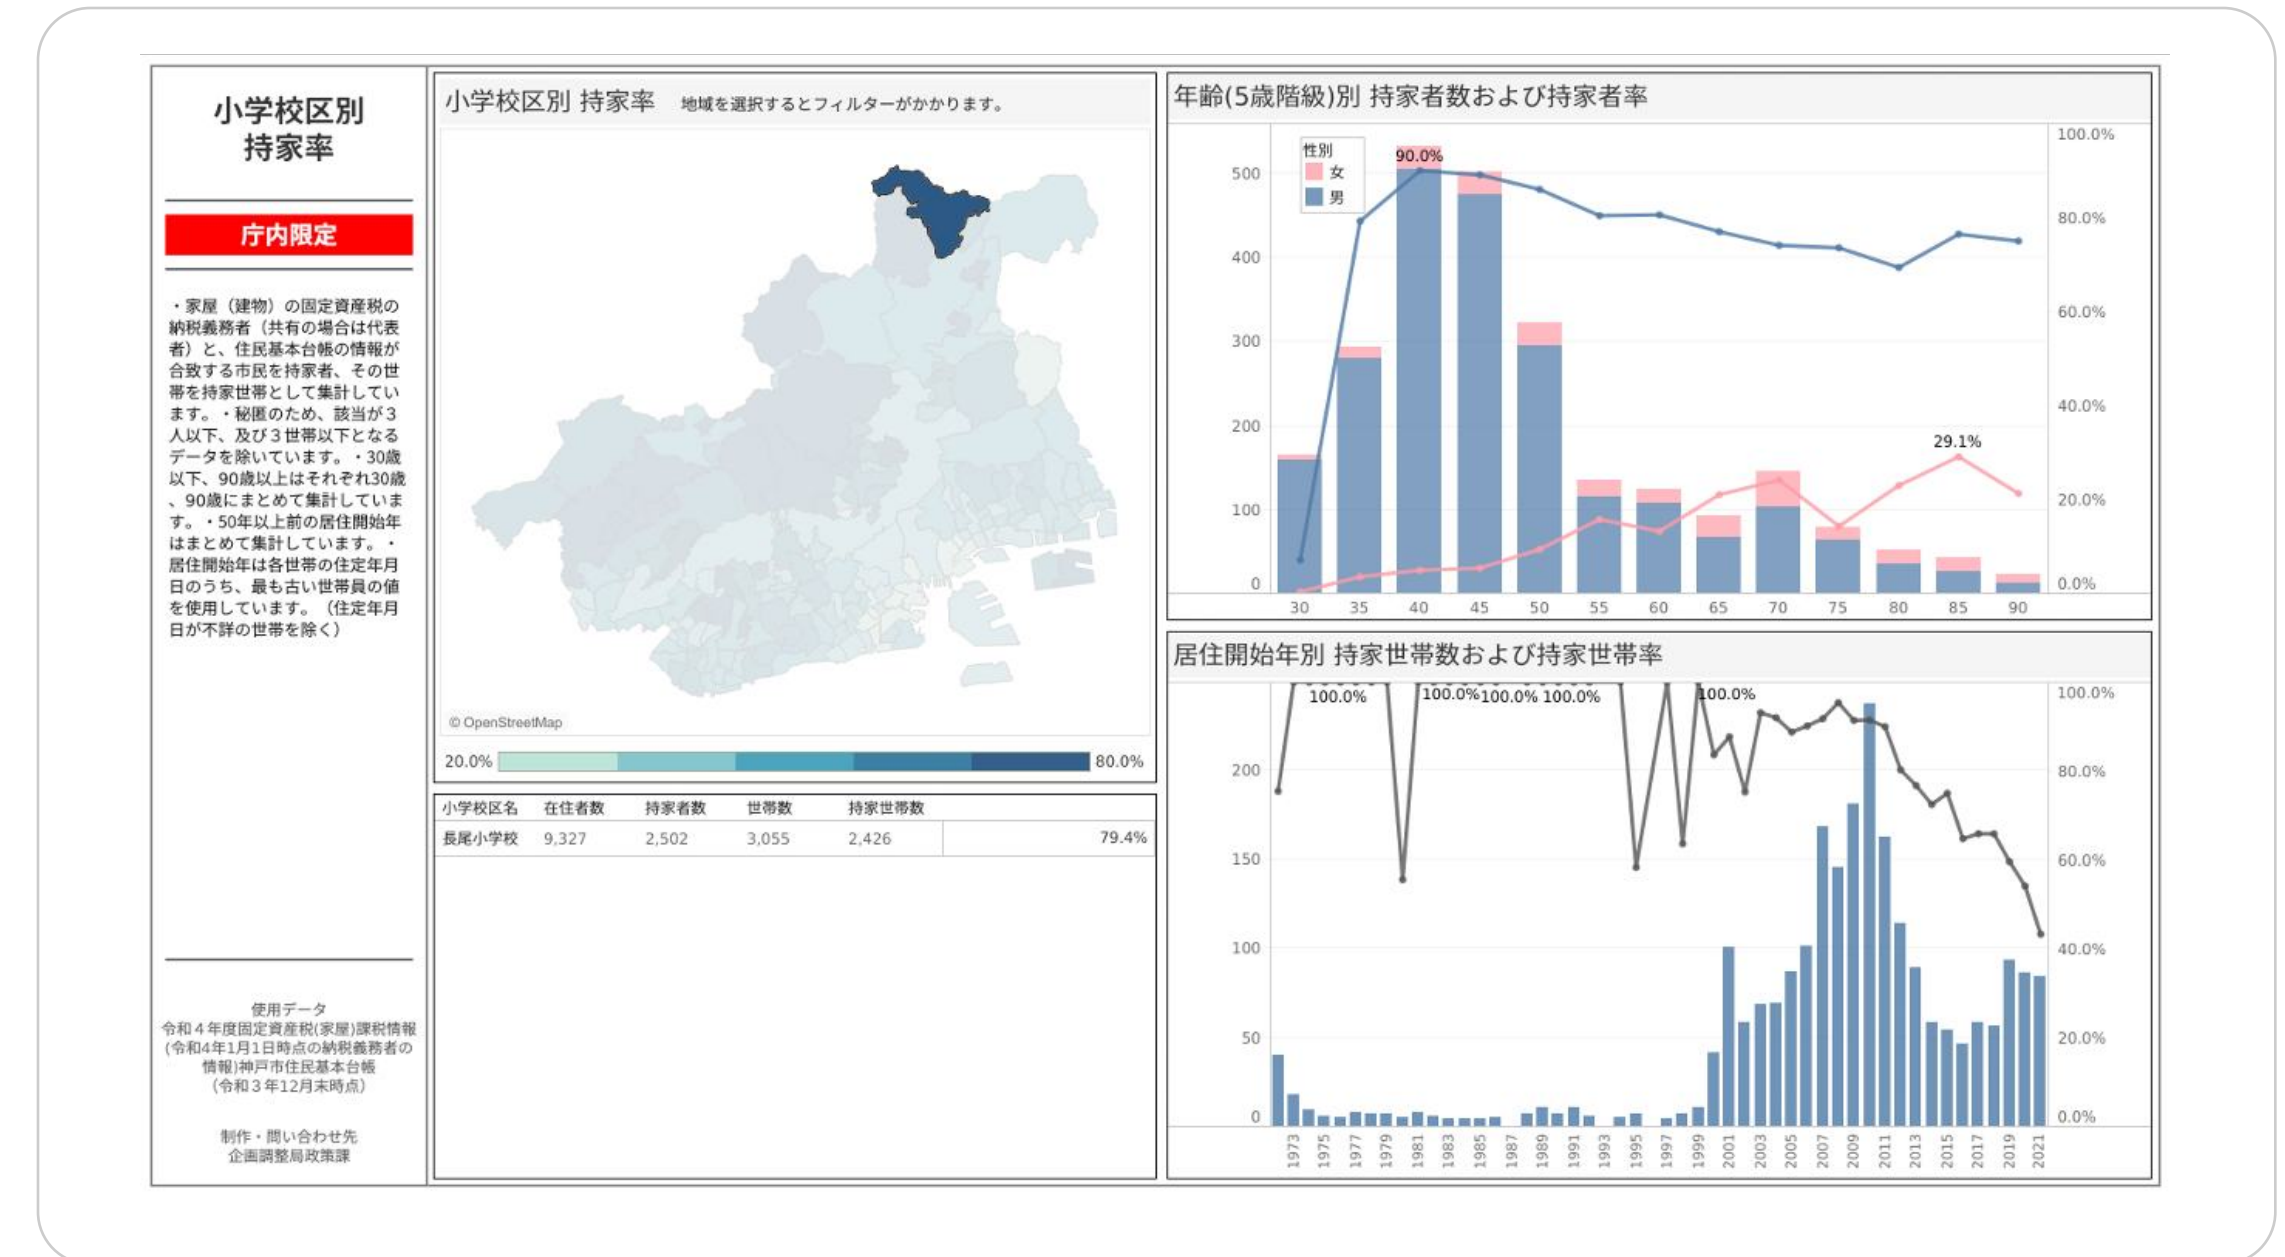 小学校区別
持家率
庁内限定
・家屋（建物）の固定資産税の
納税義務者（共有の場合は代表
者）と、住民基本台帳の情報が
合致する市民を持家者、その世
帯を持家世帯として集計してい
ます。・秘匿のため、該当が３
人以下、及び３世帯以下となる
データを除いています。・30歳
以下、90歳以上はそれぞれ30歳
、90歳にまとめて集計していま
す。・50年以上前の居住開始年
はまとめて集計しています。・
居住開始年は各世帯の住定年月
日のうち、最も古い世帯員の値
を使用しています。（住定年月
日が不詳の世帯を除く）
使用データ
令和４年度固定資産税(家屋)課税情報
(令和4年1月1日時点の納税義務者の
情報)神戸市住民基本台帳
（令和３年12月末時点）
制作・問い合わせ先
企画調整局政策課
小学校区別 持家率 地域を選択するとフィルターがかかります。
© OpenStreetMap
20.0% 80.0%
小学校区名 在住者数 持家者数 世帯数 持家世帯数
長尾小学校 9,327 2,502 3,055 2,426 79.4%
年齢(5歳階級)別 持家者数および持家者率
性別
女
男
90.0%
29.1%
500
400
300
200
100
0
100.0%
80.0%
60.0%
40.0%
20.0%
0.0%
30 35 40 45 50 55 60 65 70 75 80 85 90
居住開始年別 持家世帯数および持家世帯率
100.0% 100.0% 100.0% 100.0% 100.0%
200
150
100
50
0
100.0%
80.0%
60.0%
40.0%
20.0%
0.0%
1973 1975 1977 1979 1981 1983 1985 1987 1989 1991 1993 1995 1997 1999 2001 2003 2005 2007 2009 2011 2013 2015 2017 2019 2021